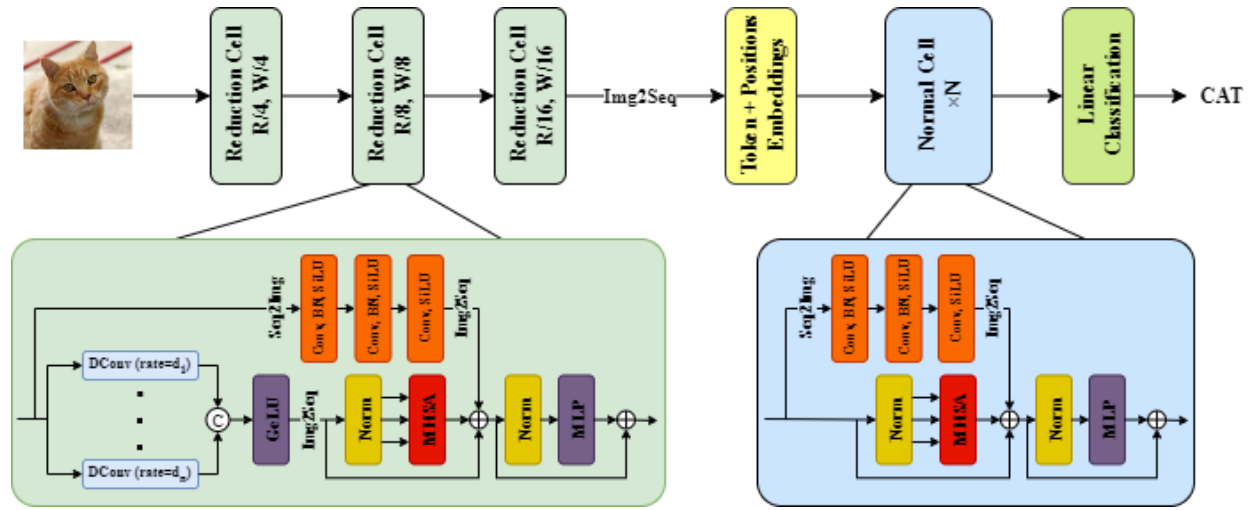 Reduction Cell
R/4, W/4
Reduction Cell
R/8, W/8
Reduction Cell
R/16, W/16
Img2Seq
Token + Positions
Embeddings
Normal Cell
×N
Linear
Classification
CAT
Seq2Img
Conv, BN, SiLU
Conv, BN, SiLU
Conv, SiLU
Img2Seq
DConv (rate=d₁)
DConv (rate=dₙ)
C
GeLU
Img2Seq
Norm
MHSA
Norm
MLP
Seq2Img
Conv, BN, SiLU
Conv, BN, SiLU
Conv, SiLU
Img2Seq
Norm
MHSA
Norm
MLP